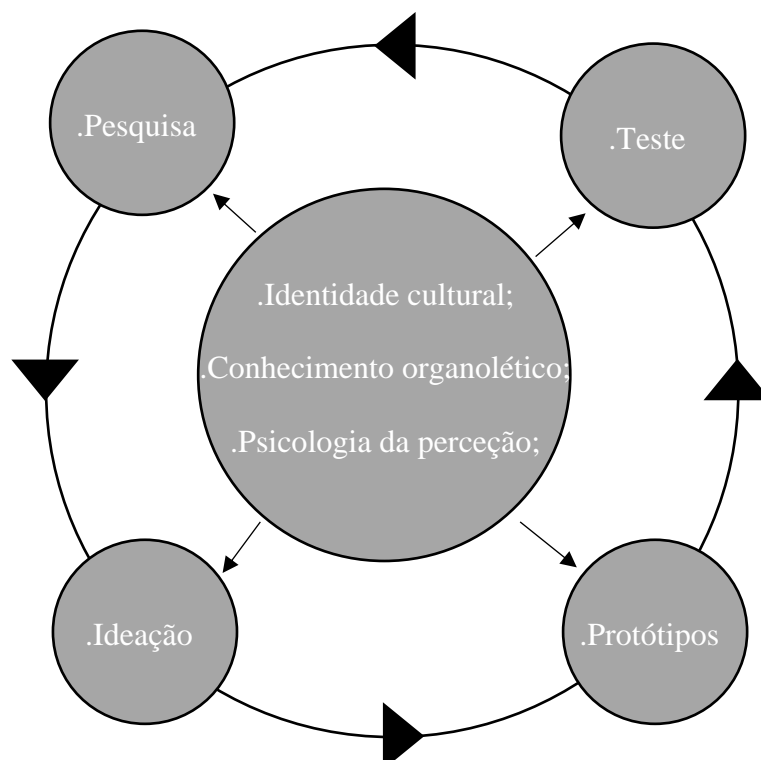 .Pesquisa
.Teste
.Identidade cultural;
.Conhecimento organolético;
.Psicologia da perceção;
.Ideação
.Protótipos